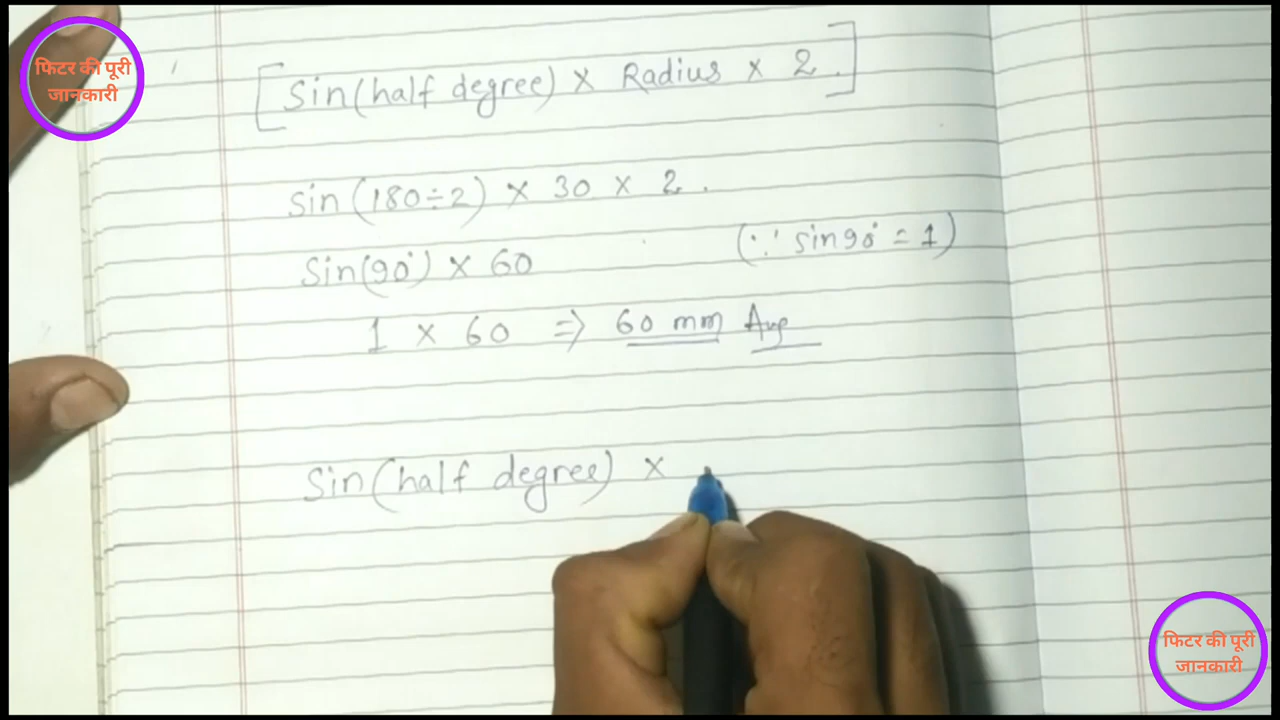 फिटर की पूरी
जानकारी
[Sin(half degree) × Radius × 2.]
Sin(180÷2) × 30 × 2.
Sin(90°) × 60
(∵ sin90° = 1)
1 × 60 => 60 mm Ans
Sin(half degree) ×
फिटर की पूरी
जानकारी